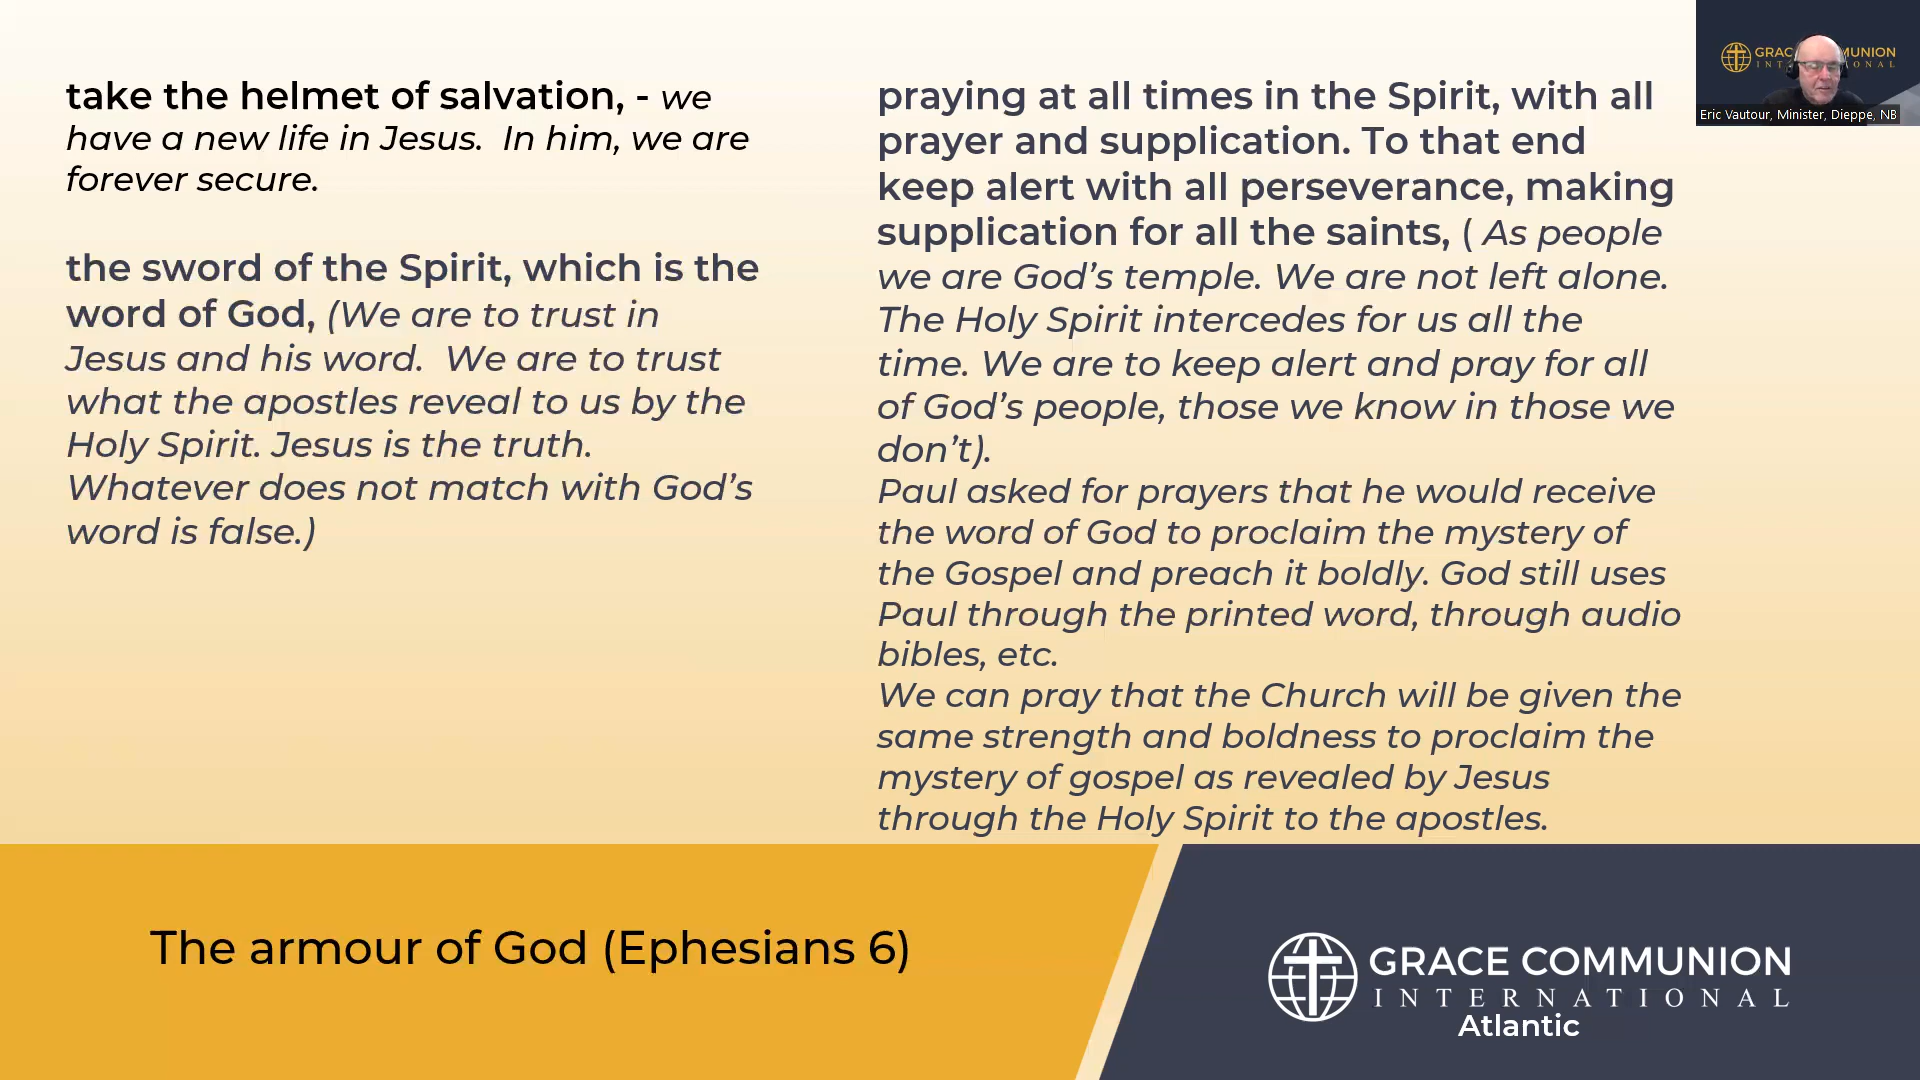 take the helmet of salvation, - we
have a new life in Jesus.  In him, we are
forever secure.
the sword of the Spirit, which is the
word of God, (We are to trust in
Jesus and his word.  We are to trust
what the apostles reveal to us by the
Holy Spirit. Jesus is the truth.
Whatever does not match with God’s
word is false.)
praying at all times in the Spirit, with all
prayer and supplication. To that end
keep alert with all perseverance, making
supplication for all the saints, ( As people
we are God’s temple. We are not left alone.
The Holy Spirit intercedes for us all the
time. We are to keep alert and pray for all
of God’s people, those we know in those we
don’t).
Paul asked for prayers that he would receive
the word of God to proclaim the mystery of
the Gospel and preach it boldly. God still uses
Paul through the printed word, through audio
bibles, etc.
We can pray that the Church will be given the
same strength and boldness to proclaim the
mystery of gospel as revealed by Jesus
through the Holy Spirit to the apostles.
Eric Vautour, Minister, Dieppe, NB
The armour of God (Ephesians 6)
GRACE COMMUNION
INTERNATIONAL
Atlantic